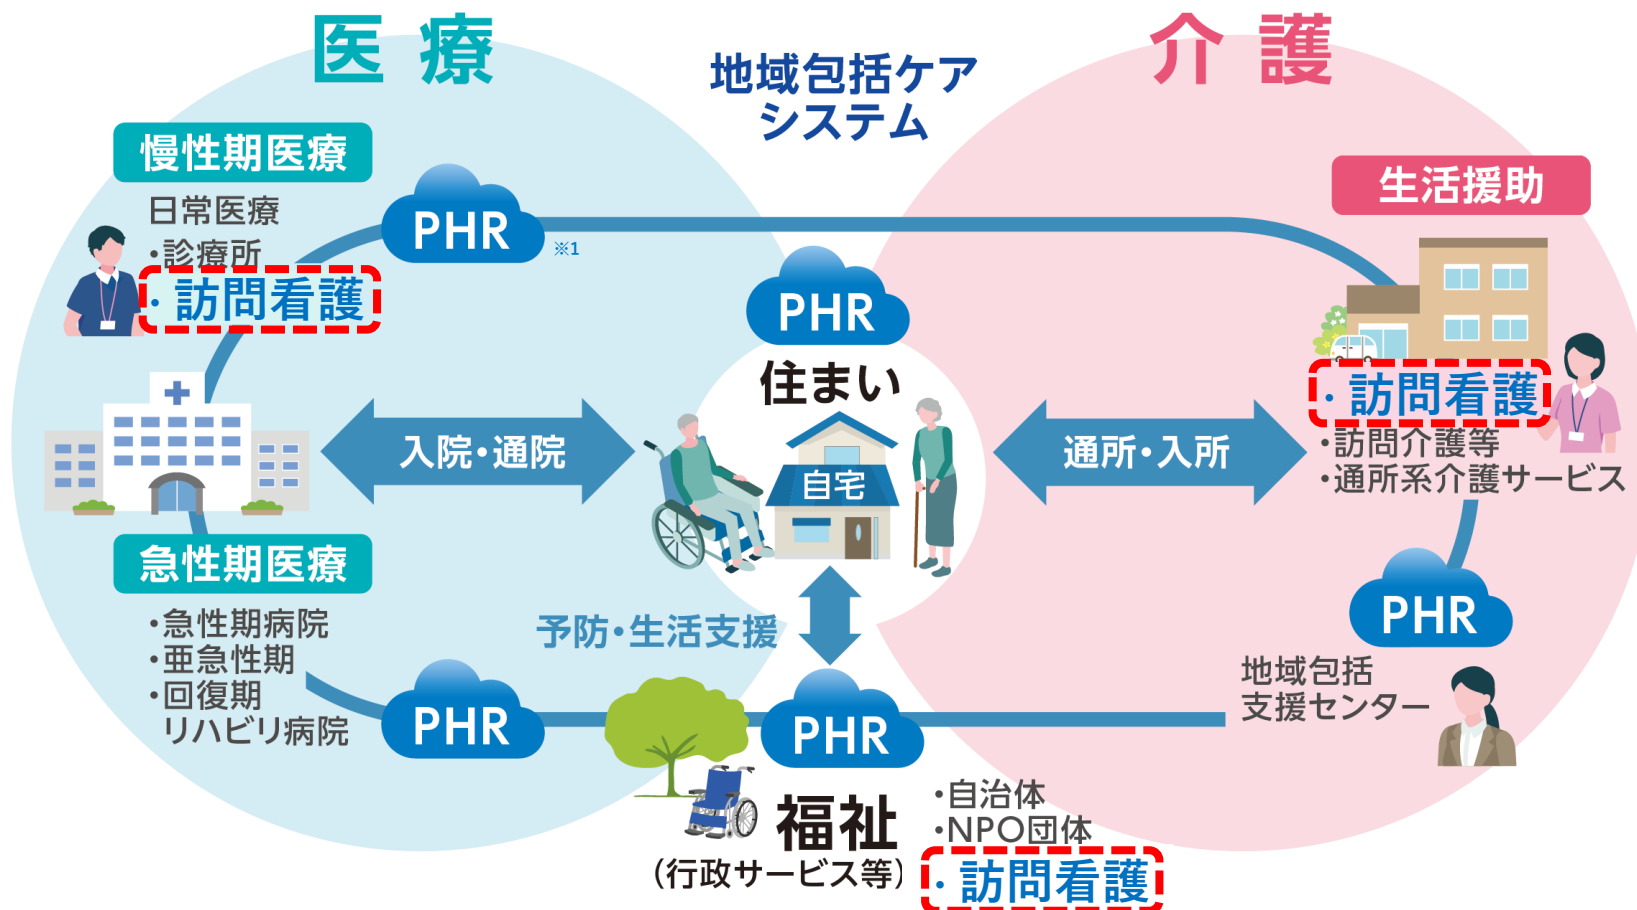 医療
地域包括ケア
システム
介護
慢性期医療
日常医療
・診療所
・訪問看護
PHR
※1
PHR
住まい
自宅
入院・通院
通所・入所
生活援助
・訪問看護
・訪問介護等
・通所系介護サービス
急性期医療
・急性期病院
・亜急性期
・回復期
リハビリ病院
予防・生活支援
PHR
PHR
PHR
地域包括
支援センター
福祉
(行政サービス等)
・自治体
・NPO団体
・訪問看護